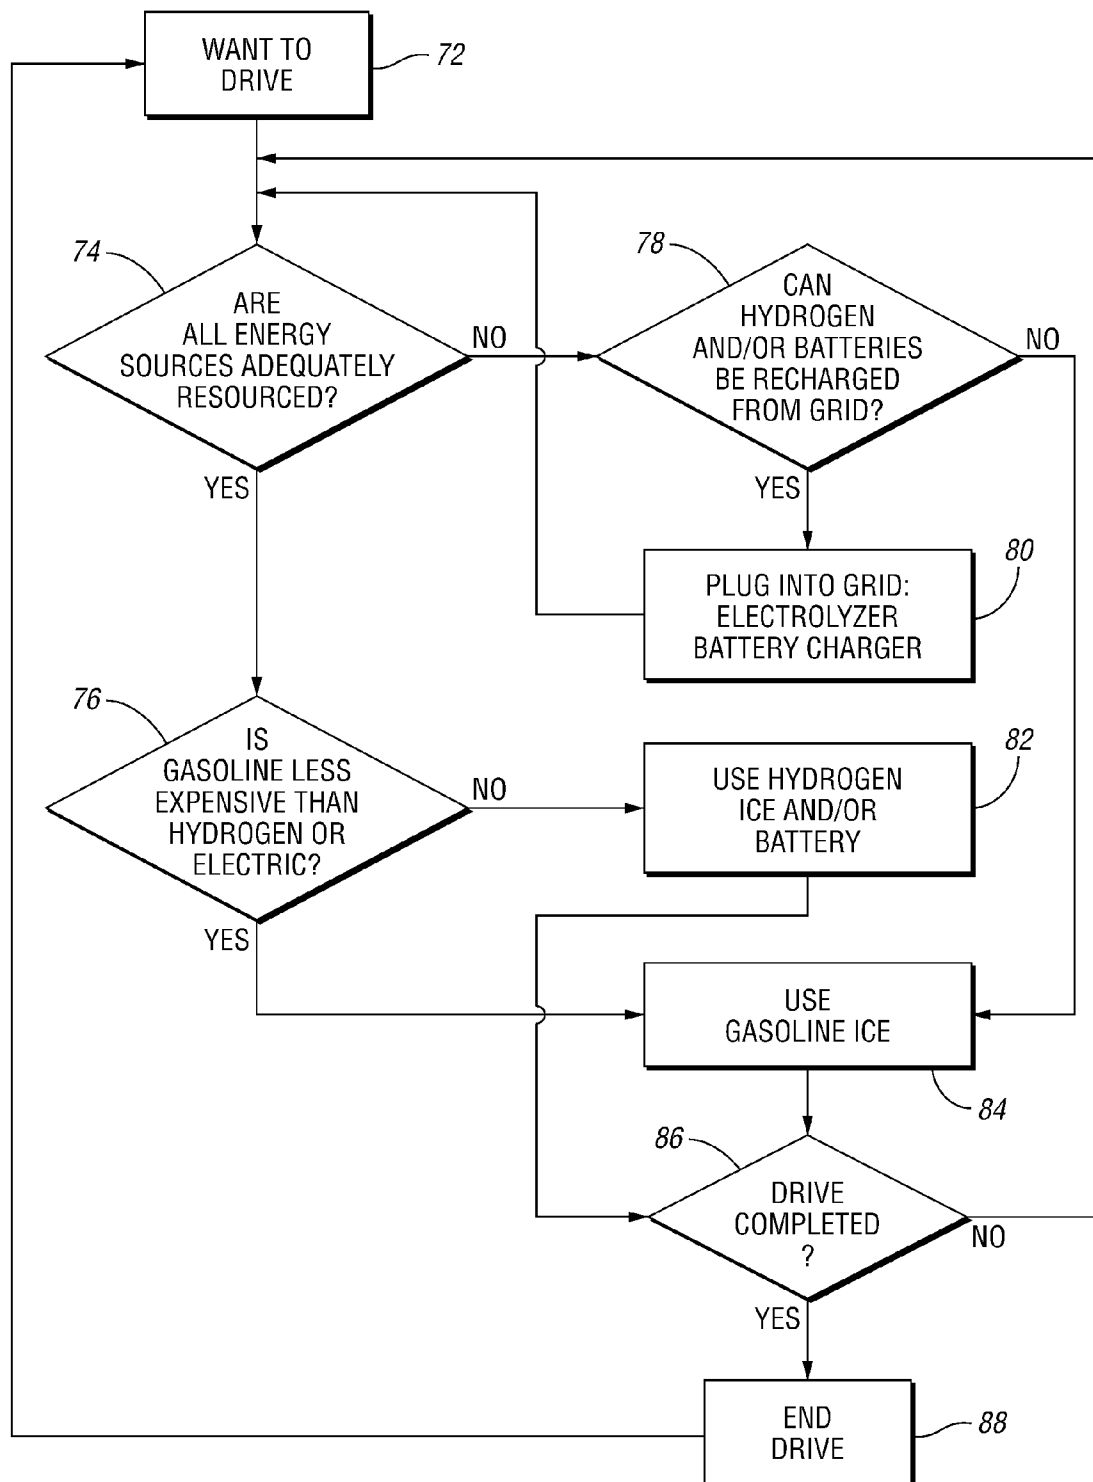 WANT TO
DRIVE
72
74
ARE
ALL ENERGY
SOURCES ADEQUATELY
RESOURCED?
NO
YES
78
CAN
HYDROGEN
AND/OR BATTERIES
BE RECHARGED
FROM GRID?
NO
YES
80
PLUG INTO GRID:
ELECTROLYZER
BATTERY CHARGER
76
IS
GASOLINE LESS
EXPENSIVE THAN
HYDROGEN OR
ELECTRIC?
NO
YES
82
USE HYDROGEN
ICE AND/OR
BATTERY
USE
GASOLINE ICE
84
86
DRIVE
COMPLETED
?
NO
YES
END
DRIVE
88